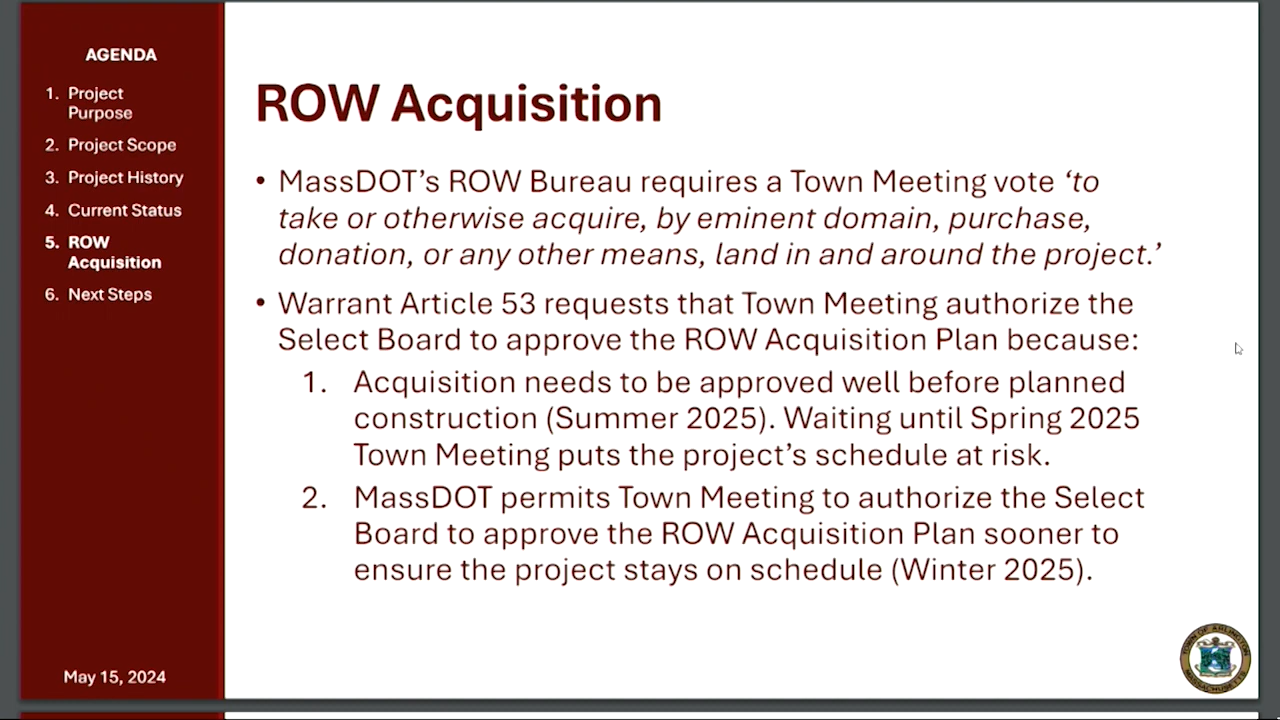 AGENDA
1. Project
Purpose
2. Project Scope
3. Project History
4. Current Status
5. ROW
Acquisition
6. Next Steps
May 15, 2024
ROW Acquisition
• MassDOT’s ROW Bureau requires a Town Meeting vote ‘to
take or otherwise acquire, by eminent domain, purchase,
donation, or any other means, land in and around the project.’
• Warrant Article 53 requests that Town Meeting authorize the
Select Board to approve the ROW Acquisition Plan because:
1. Acquisition needs to be approved well before planned
construction (Summer 2025). Waiting until Spring 2025
Town Meeting puts the project’s schedule at risk.
2. MassDOT permits Town Meeting to authorize the Select
Board to approve the ROW Acquisition Plan sooner to
ensure the project stays on schedule (Winter 2025).
TOWN OF ARLINGTON
MASSACHUSETTS